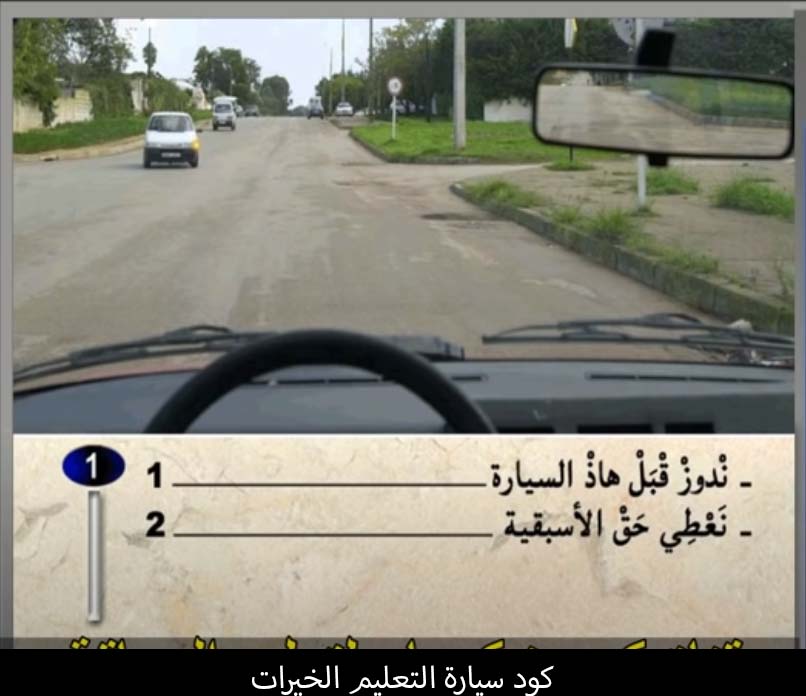 1
- نْدوزْ قْبَلْ هاذْ السيارة 1
- نَعْطِي حَقْ الأسبقية 2
كود سيارة التعليم الخيرات